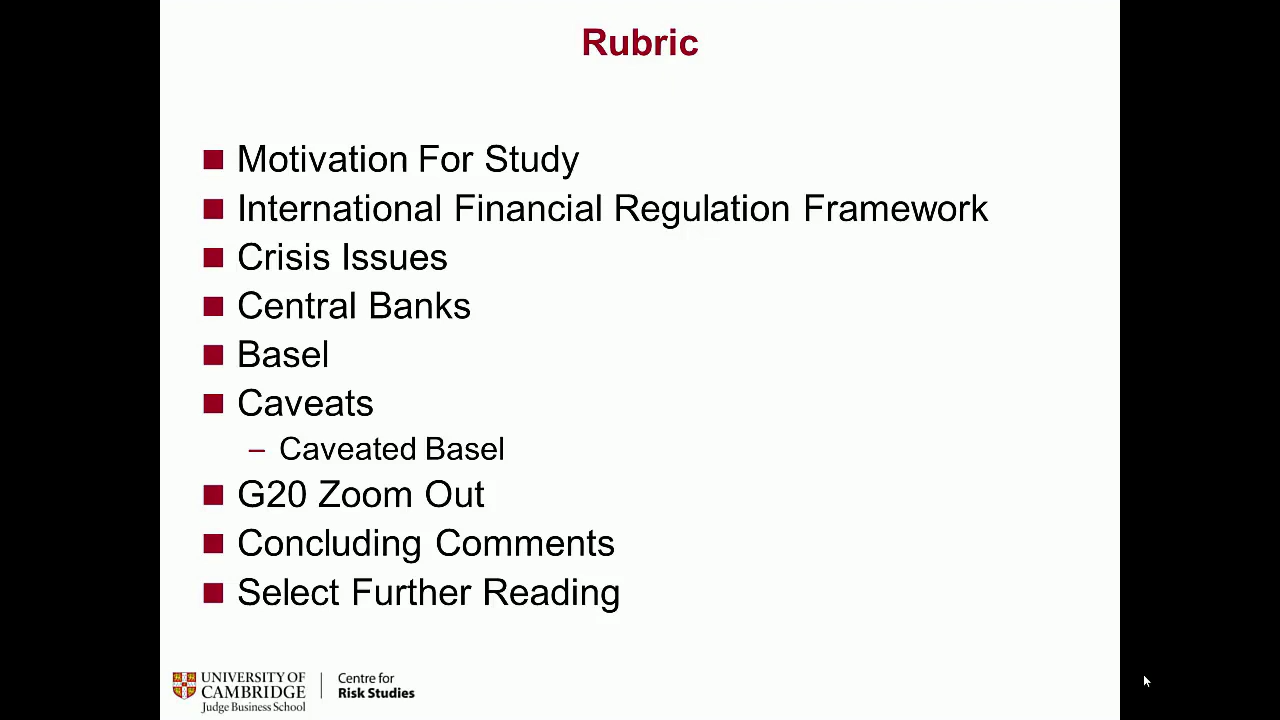 Rubric
Motivation For Study
International Financial Regulation Framework
Crisis Issues
Central Banks
Basel
Caveats
– Caveated Basel
G20 Zoom Out
Concluding Comments
Select Further Reading
UNIVERSITY OF
CAMBRIDGE
Judge Business School
Centre for
Risk Studies